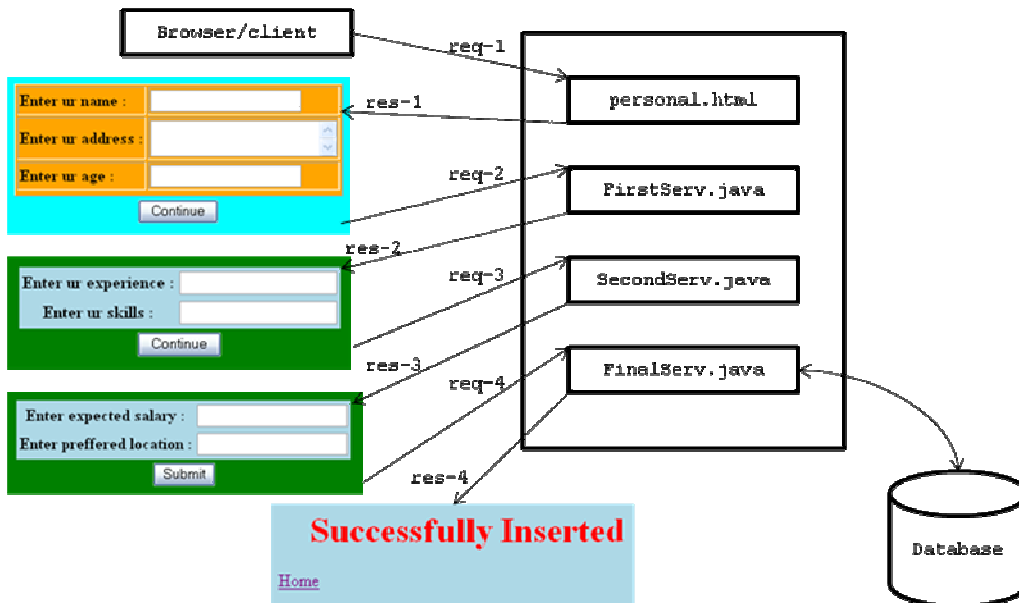 Browser/client
req-1
personal.html
res-1
Enter ur name :
Enter ur address :
Enter ur age :
Continue
req-2
FirstServ.java
res-2
Enter ur experience :
Enter ur skills :
Continue
req-3
SecondServ.java
res-3
Enter expected salary :
Enter preffered location :
Submit
req-4
FinalServ.java
res-4
Successfully Inserted
Home
Database